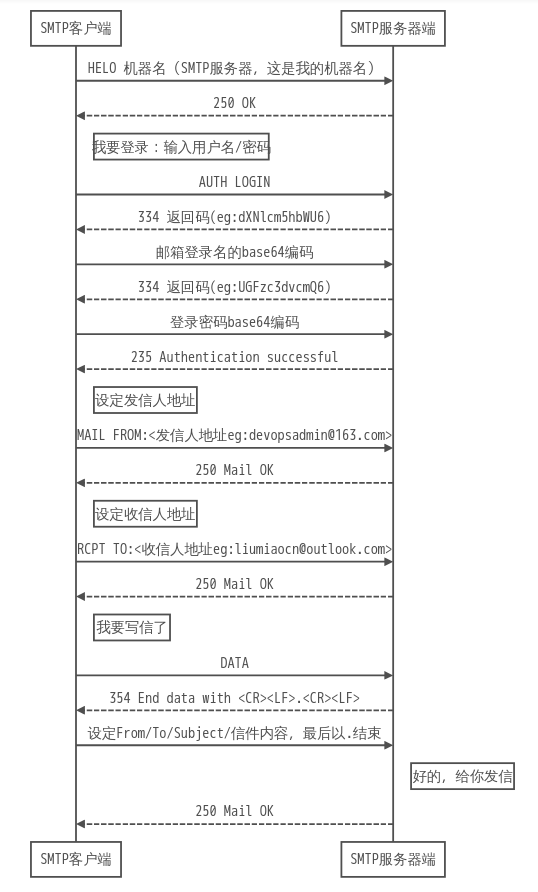 SMTP客户端 SMTP服务器端
HELO 机器名 (SMTP服务器, 这是我的机器名)
250 OK
我要登录：输入用户名/密码
AUTH LOGIN
334 返回码(eg:dXNlcm5hbWU6)
邮箱登录名的base64编码
334 返回码(eg:UGFzc3dvcmQ6)
登录密码base64编码
235 Authentication successful
设定发信人地址
MAIL FROM:<发信人地址eg:devopsadmin@163.com>
250 Mail OK
设定收信人地址
RCPT TO:<收信人地址eg:liumiaocn@outlook.com>
250 Mail OK
我要写信了
DATA
354 End data with <CR><LF>.<CR><LF>
设定From/To/Subject/信件内容, 最后以.结束
好的, 给你发信
250 Mail OK
SMTP客户端 SMTP服务器端